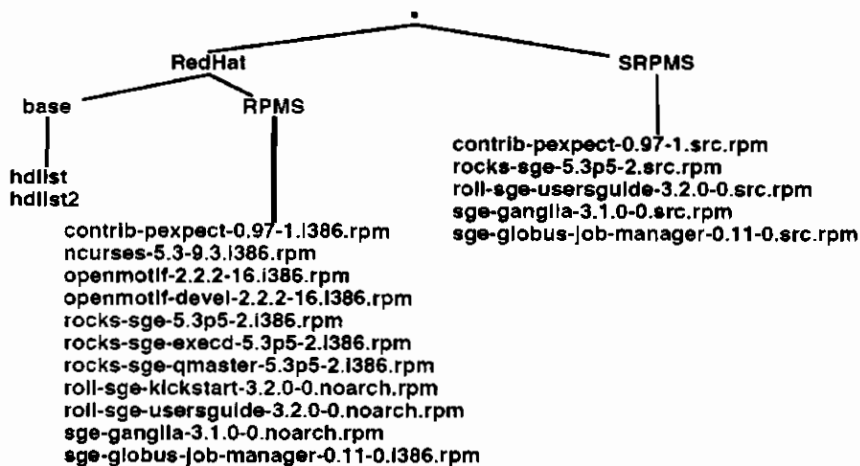 .
RedHat
SRPMS
base
RPMS
hdlist
hdlist2
contrib-pexpect-0.97-1.i386.rpm
ncurses-5.3-9.3.i386.rpm
openmotif-2.2.2-16.i386.rpm
openmotif-devel-2.2.2-16.i386.rpm
rocks-sge-5.3p5-2.i386.rpm
rocks-sge-execd-5.3p5-2.i386.rpm
rocks-sge-qmaster-5.3p5-2.i386.rpm
roll-sge-kickstart-3.2.0-0.noarch.rpm
roll-sge-usersguide-3.2.0-0.noarch.rpm
sge-ganglia-3.1.0-0.noarch.rpm
sge-globus-job-manager-0.11-0.i386.rpm
contrib-pexpect-0.97-1.src.rpm
rocks-sge-5.3p5-2.src.rpm
roll-sge-usersguide-3.2.0-0.src.rpm
sge-ganglia-3.1.0-0.src.rpm
sge-globus-job-manager-0.11-0.src.rpm